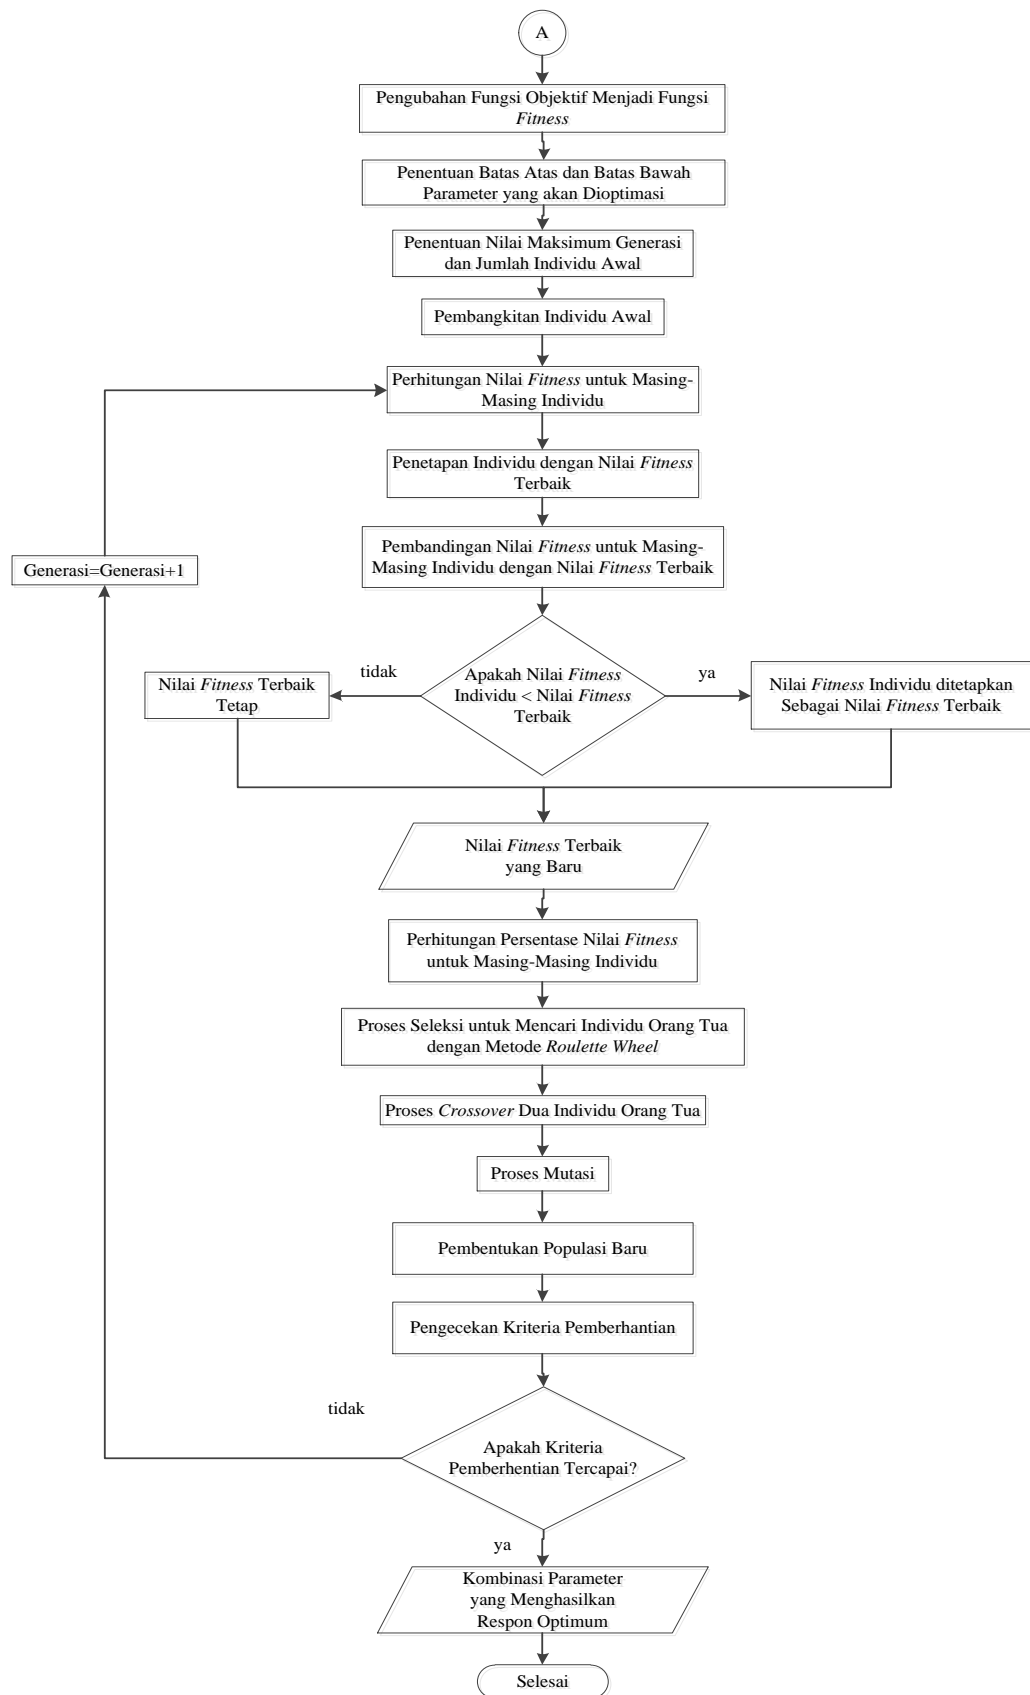 A
Pengubahan Fungsi Objektif Menjadi Fungsi
Fitness
Penentuan Batas Atas dan Batas Bawah
Parameter yang akan Dioptimasi
Penentuan Nilai Maksimum Generasi
dan Jumlah Individu Awal
Pembangkitan Individu Awal
Perhitungan Nilai Fitness untuk Masing-
Masing Individu
Penetapan Individu dengan Nilai Fitness
Terbaik
Pembandingan Nilai Fitness untuk Masing-
Masing Individu dengan Nilai Fitness Terbaik
Generasi=Generasi+1
Apakah Nilai Fitness
Individu < Nilai Fitness
Terbaik
tidak
Nilai Fitness Terbaik
Tetap
ya
Nilai Fitness Individu ditetapkan
Sebagai Nilai Fitness Terbaik
Nilai Fitness Terbaik
yang Baru
Perhitungan Persentase Nilai Fitness
untuk Masing-Masing Individu
Proses Seleksi untuk Mencari Individu Orang Tua
dengan Metode Roulette Wheel
Proses Crossover Dua Individu Orang Tua
Proses Mutasi
Pembentukan Populasi Baru
Pengecekan Kriteria Pemberhantian
tidak
Apakah Kriteria
Pemberhentian Tercapai?
ya
Kombinasi Parameter
yang Menghasilkan
Respon Optimum
Selesai